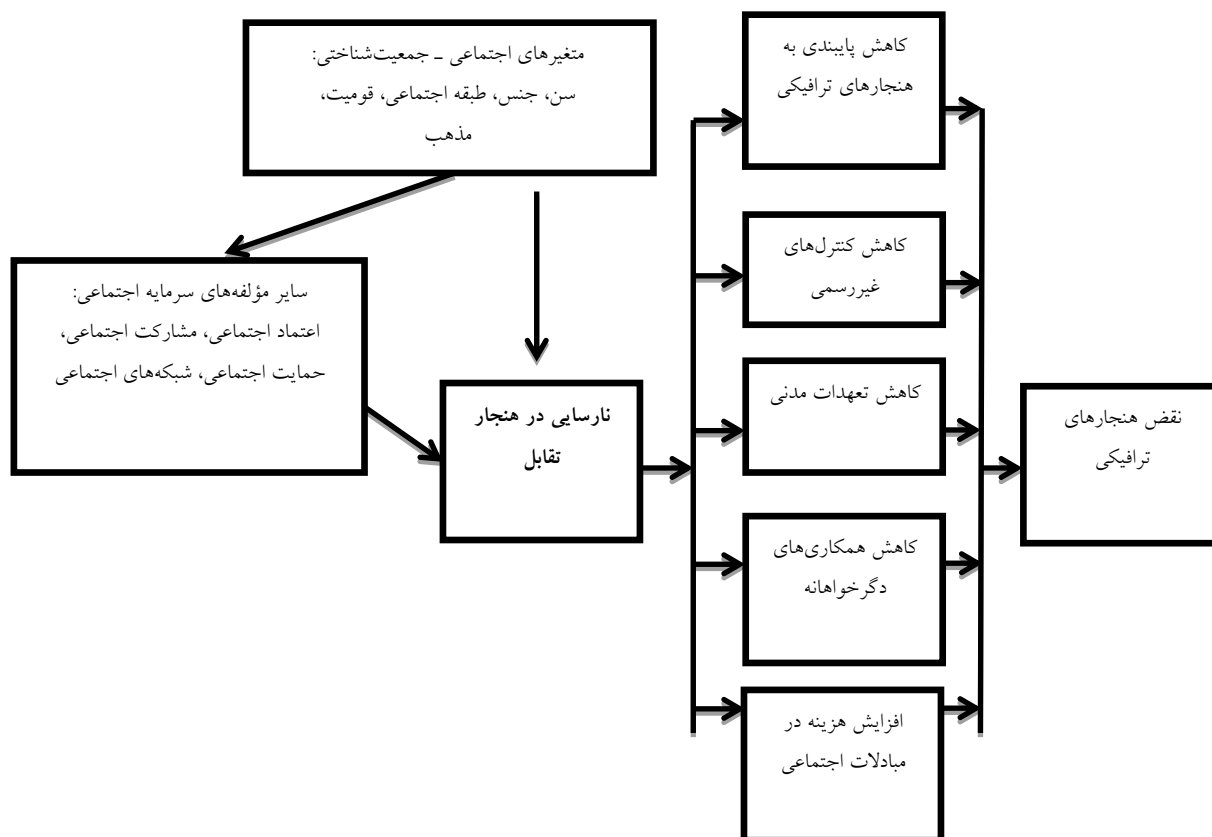 متغیرهای اجتماعی ـ جمعیت‌شناختی:
سن، جنس، طبقه اجتماعی، قومیت،
مذهب
سایر مؤلفه‌های سرمایه اجتماعی:
اعتماد اجتماعی، مشارکت اجتماعی،
حمایت اجتماعی، شبکه‌های اجتماعی
نارسایی در هنجار
تقابل
کاهش پایبندی به
هنجارهای ترافیکی
کاهش کنترل‌های
غیررسمی
کاهش تعهدات مدنی
کاهش همکاری‌های
دگرخواهانه
افزایش هزینه در
مبادلات اجتماعی
نقض هنجارهای
ترافیکی